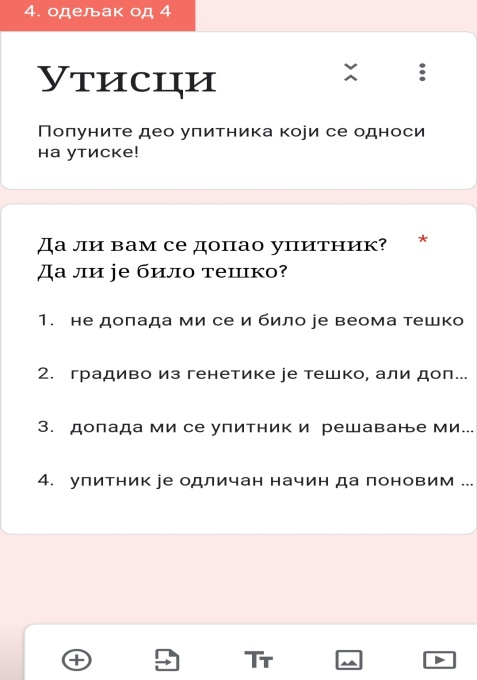 4. одељак од 4
Утисци
Попуните део упитника који се односи
на утиске!
Да ли вам се допао упитник? *
Да ли је било тешко?
1. не допада ми се и било је веома тешко
2. градиво из генетике је тешко, али доп...
3. допада ми се упитник и решавање ми...
4. упитник је одличан начин да поновим ...
Тт